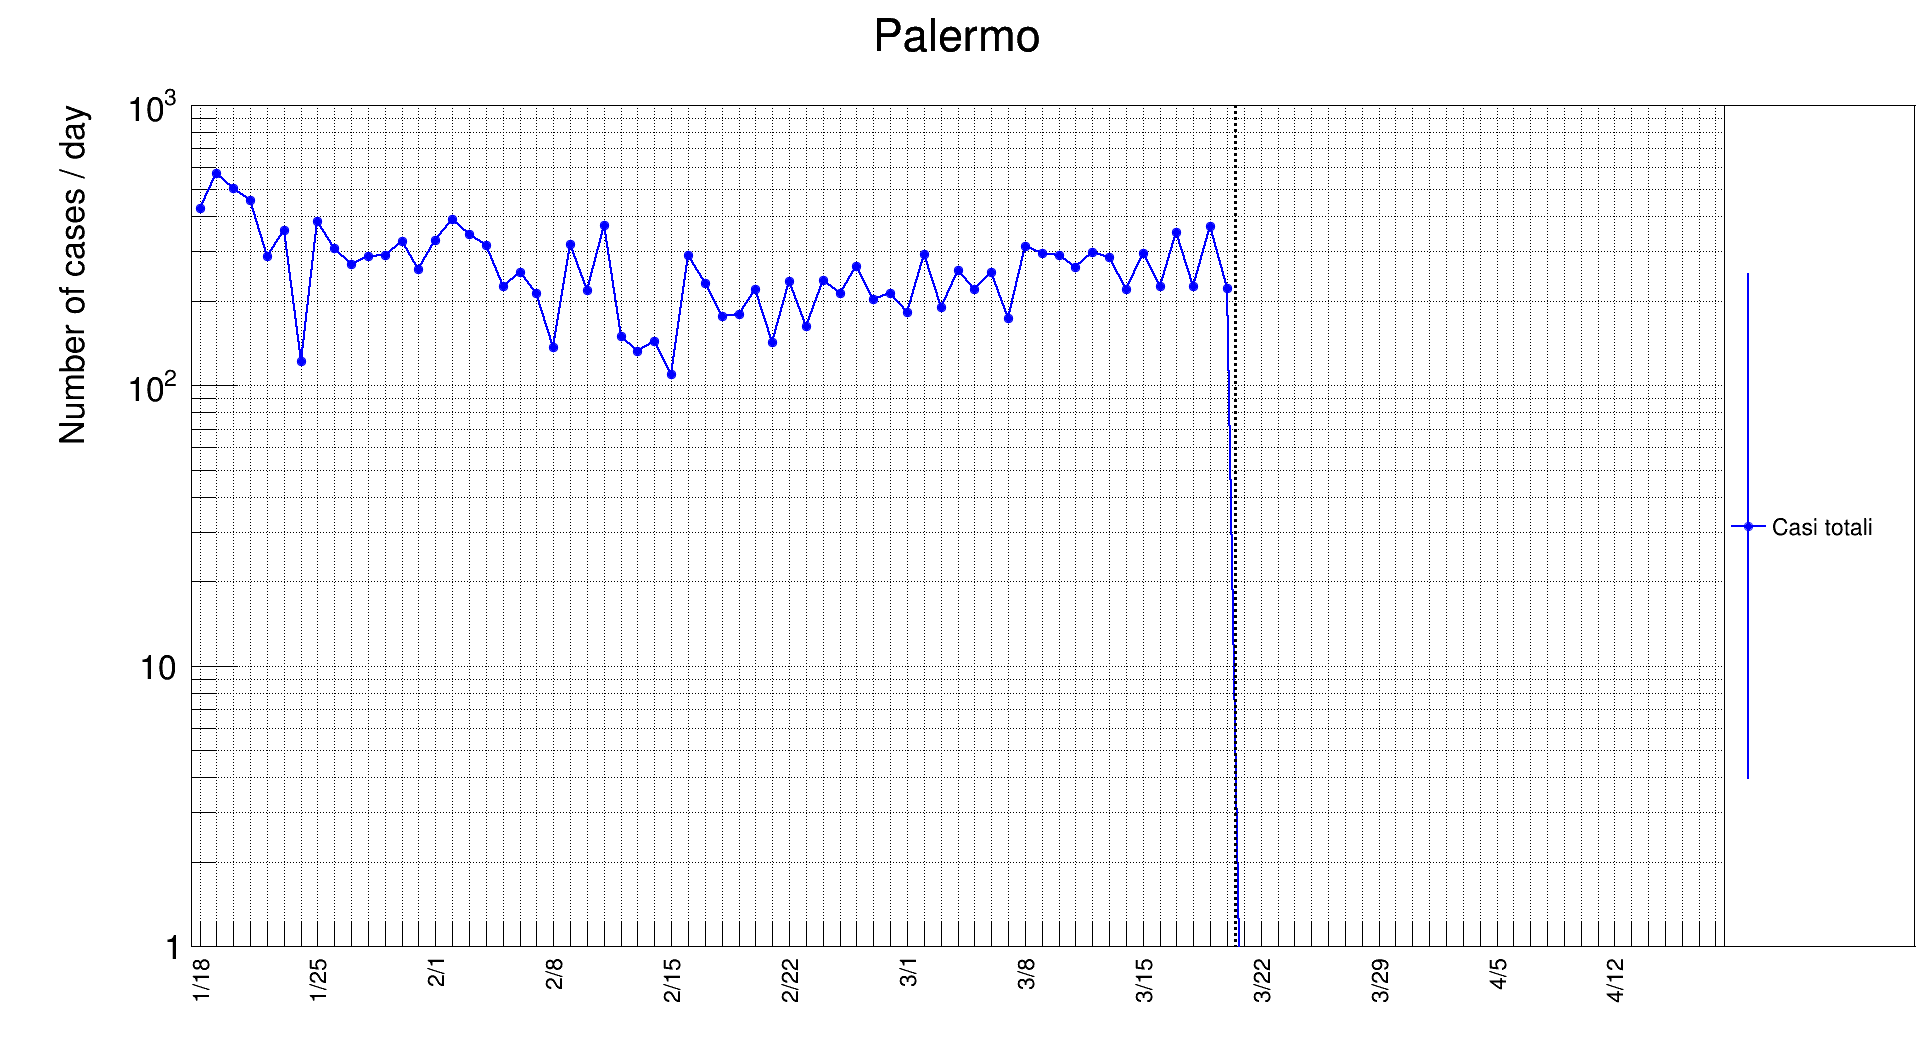 Palermo
Number of cases / day
10³
10²
10
1
1/18 1/25 2/1 2/8 2/15 2/22 3/1 3/8 3/15 3/22 3/29 4/5 4/12
Casi totali